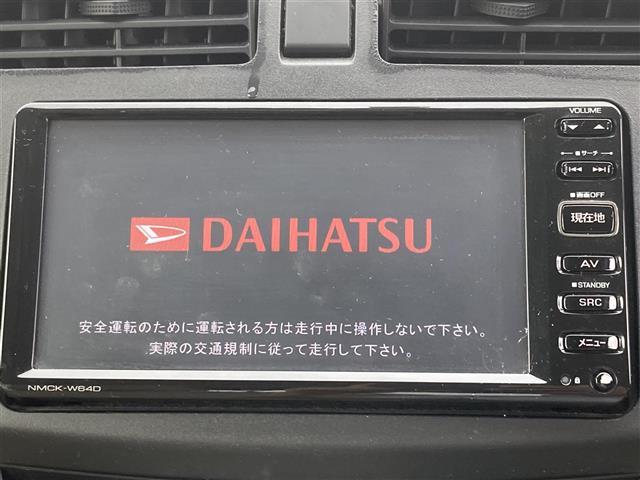 VOLUME
■サーチ
■画面OFF
現在地
AV
■STANDBY
SRC
メニュー
DAIHATSU
安全運転のために運転される方は走行中に操作しないで下さい。
実際の交通規制に従って走行して下さい。
NMCK-W64D